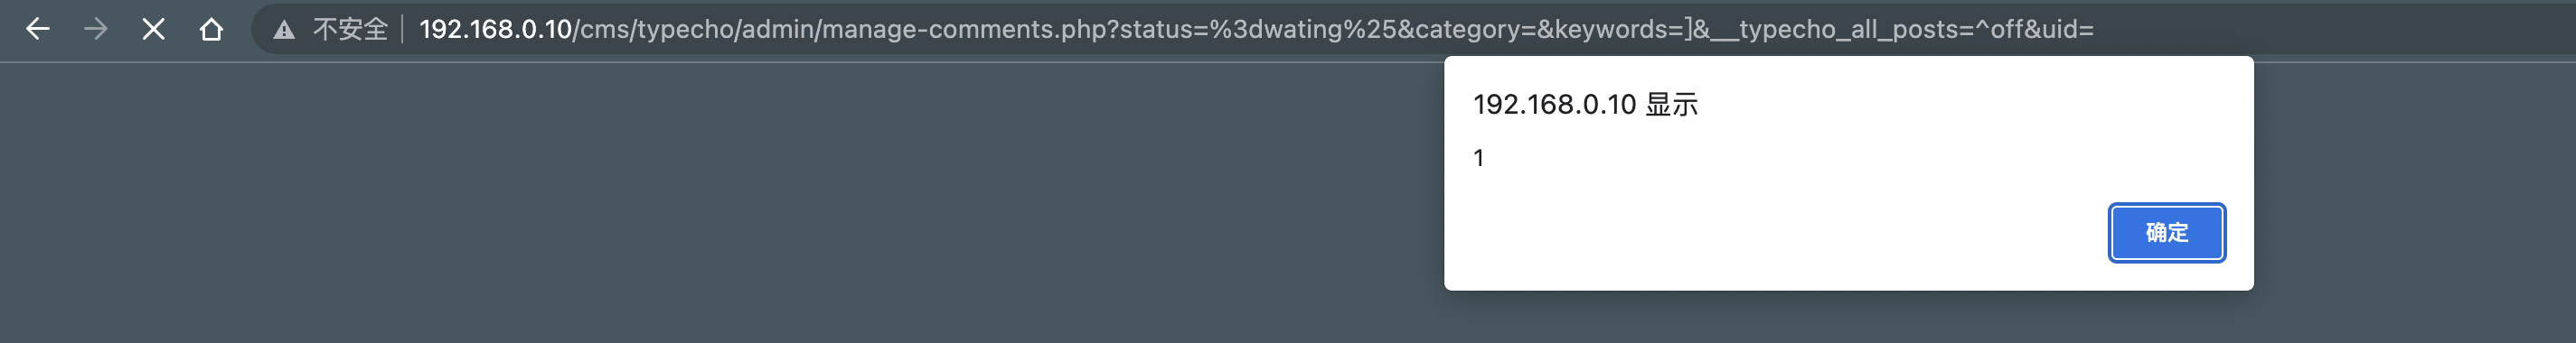 不安全 192.168.0.10/cms/typecho/admin/manage-comments.php?status=%3dwating%25&category=&keywords=]&__typecho_all_posts=^off&uid=
192.168.0.10 显示
1
确定